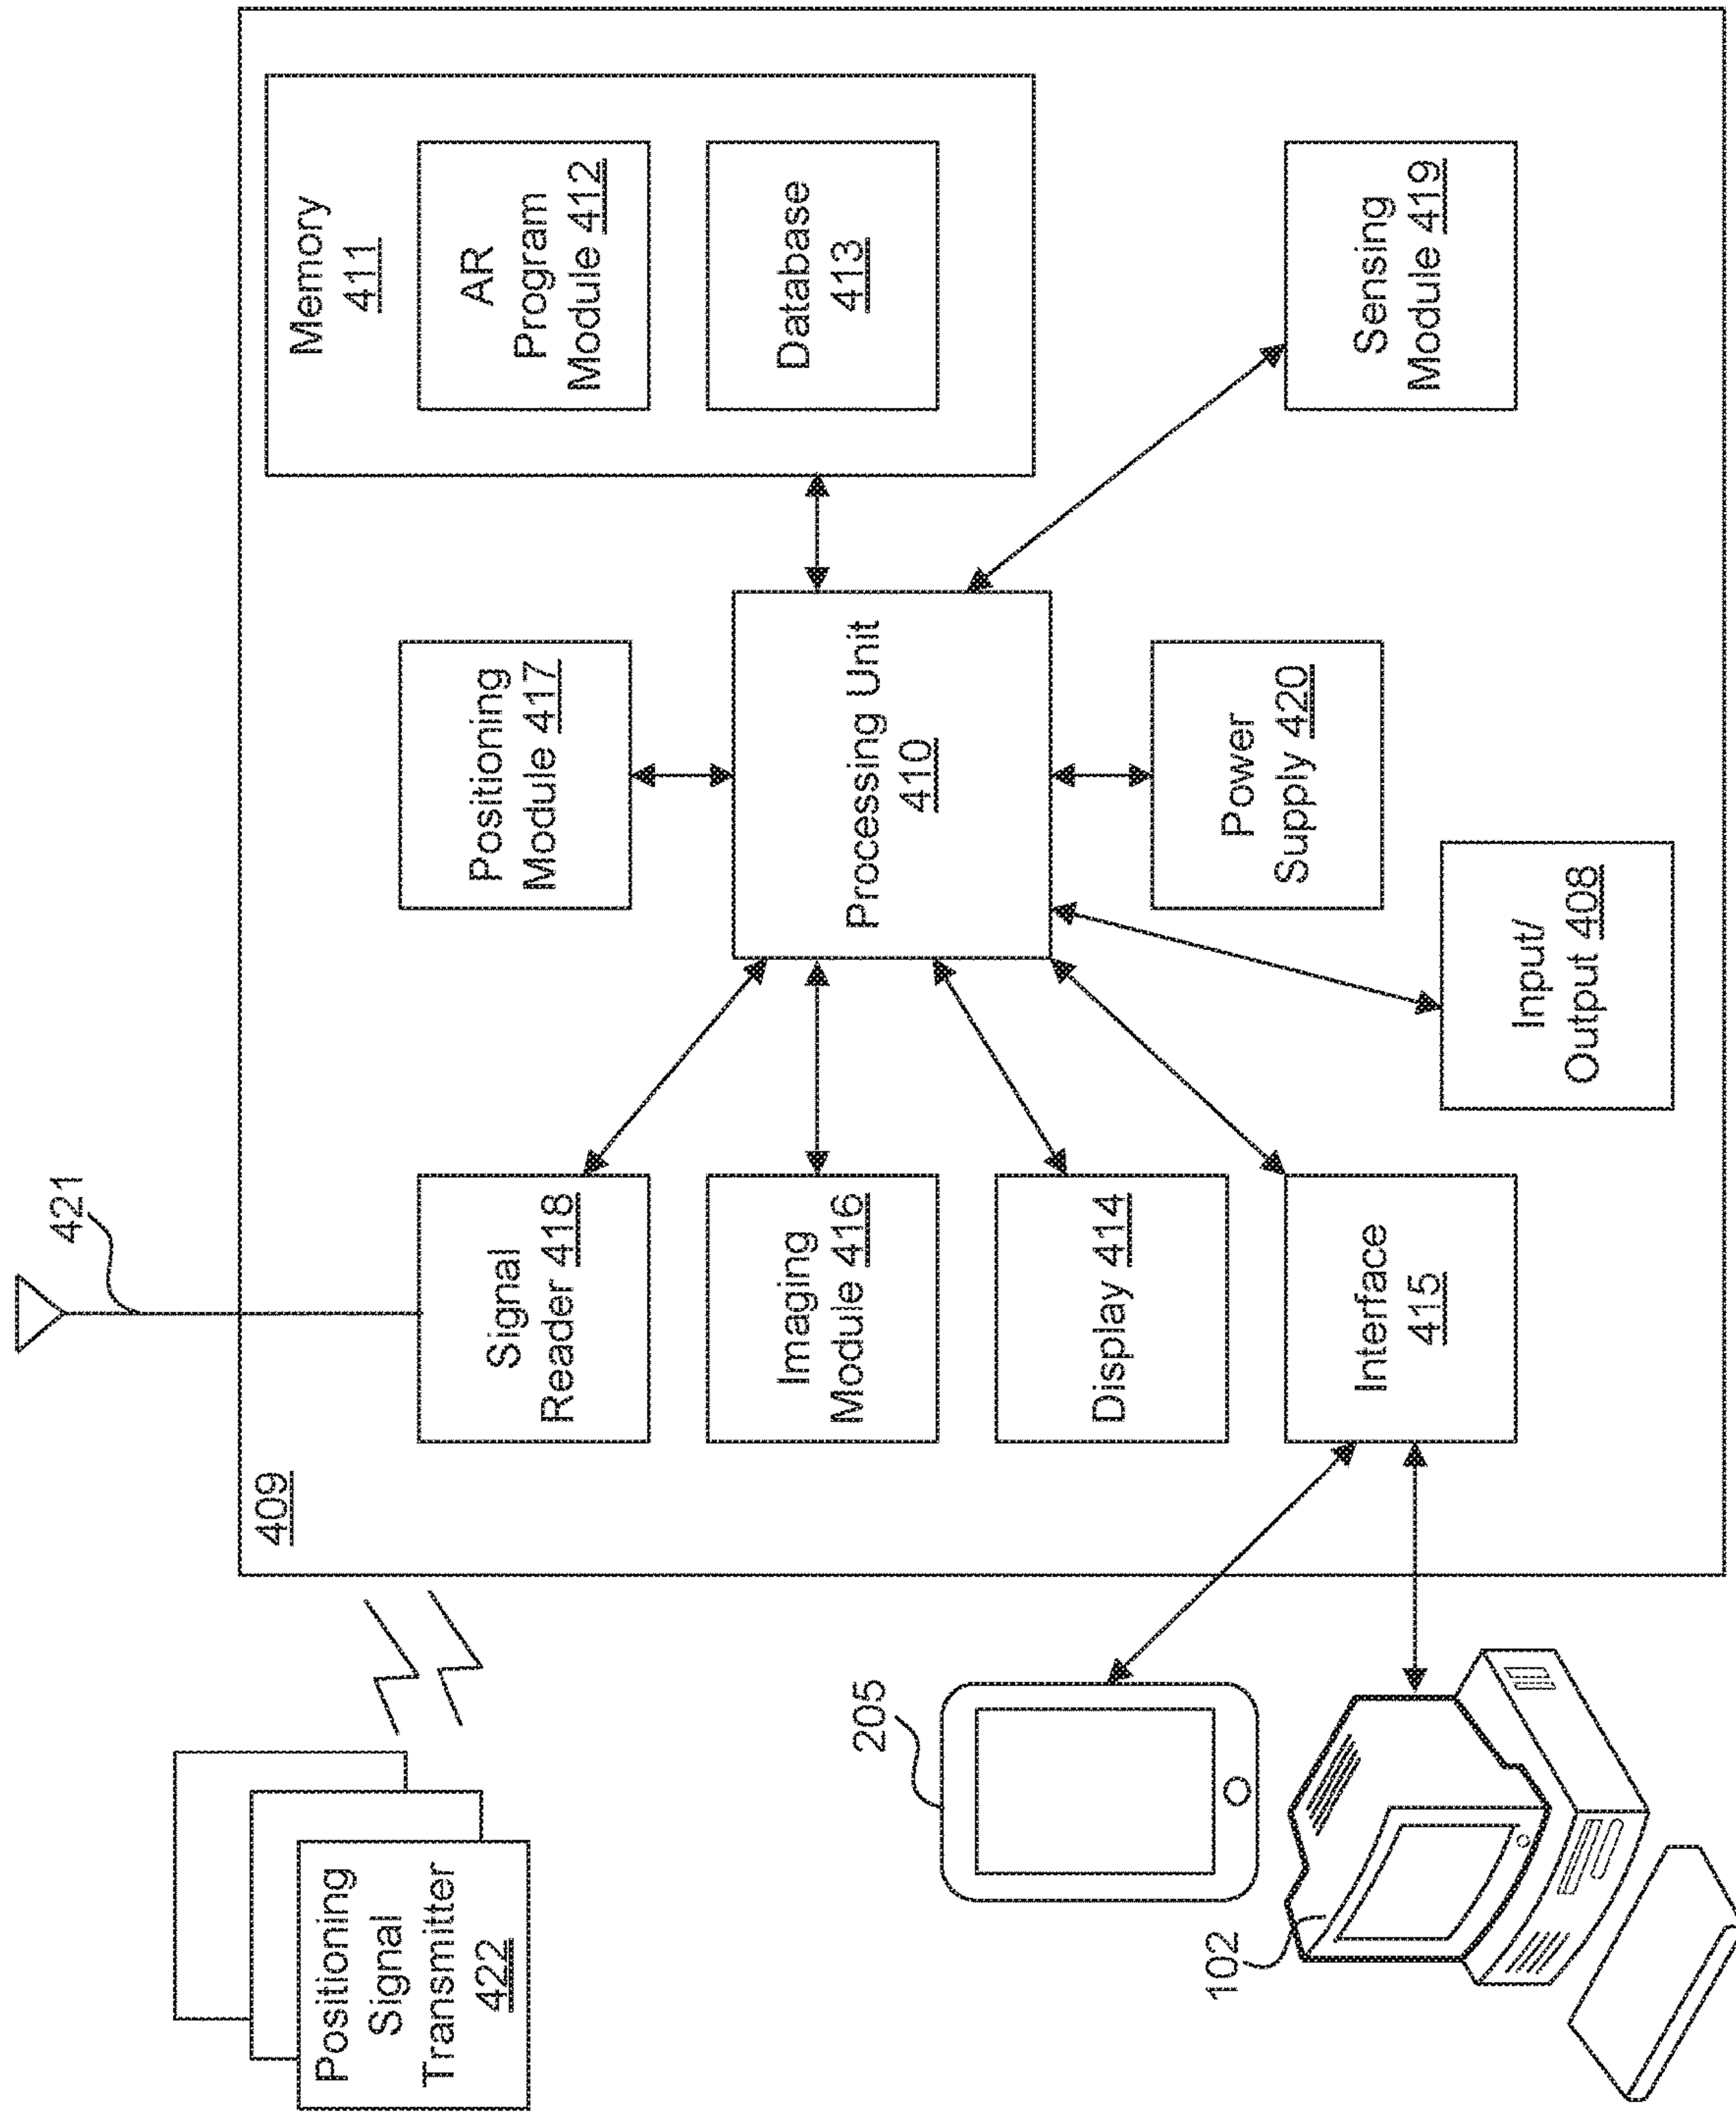 421
409
Memory
411
AR
Program
Module 412
Database
413
Positioning
Module 417
Signal
Reader 418
Imaging
Module 416
Display 414
Interface
415
Processing Unit
410
Power
Supply 420
Input/
Output 408
Sensing
Module 419
Positioning
Signal
Transmitter
422
205
102